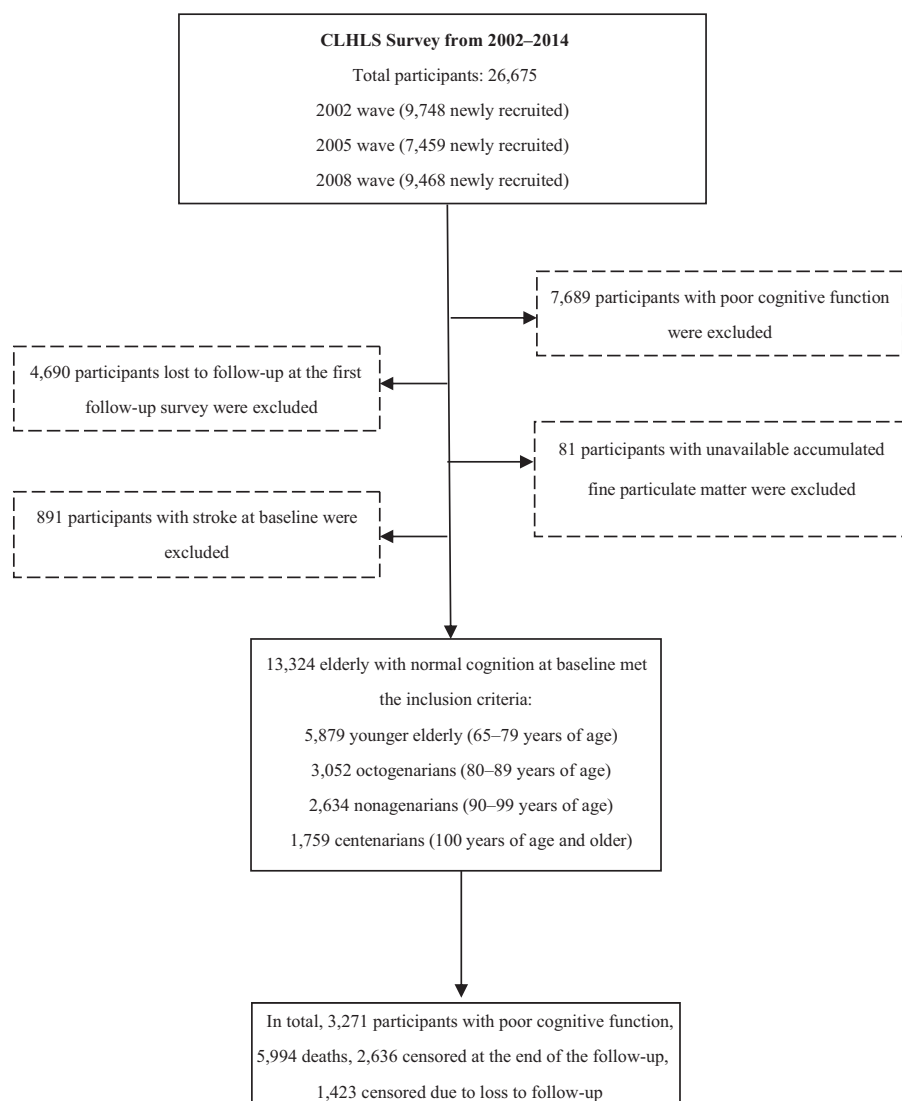 CLHLS Survey from 2002–2014
Total participants: 26,675
2002 wave (9,748 newly recruited)
2005 wave (7,459 newly recruited)
2008 wave (9,468 newly recruited)
7,689 participants with poor cognitive function
were excluded
4,690 participants lost to follow-up at the first
follow-up survey were excluded
81 participants with unavailable accumulated
fine particulate matter were excluded
891 participants with stroke at baseline were
excluded
13,324 elderly with normal cognition at baseline met
the inclusion criteria:
5,879 younger elderly (65–79 years of age)
3,052 octogenarians (80–89 years of age)
2,634 nonagenarians (90–99 years of age)
1,759 centenarians (100 years of age and older)
In total, 3,271 participants with poor cognitive function,
5,994 deaths, 2,636 censored at the end of the follow-up,
1,423 censored due to loss to follow-up